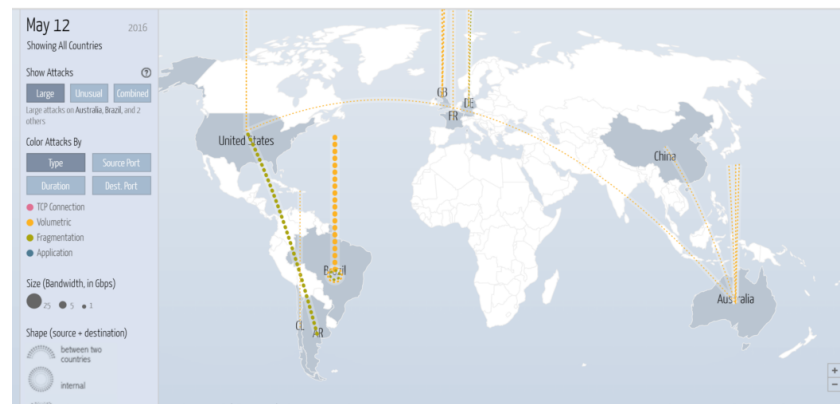 May 12 2016
Showing All Countries
Show Attacks ?
Large Unusual Combined
Large attacks on Australia, Brazil, and 2
others
Color Attacks By
Type Source Port
Duration Dest. Port
TCP Connection
Volumetric
Fragmentation
Application
Size (Bandwidth, in Gbps)
25 5 1
Shape (source + destination)
between two
countries
internal
GB
DE
FR
United States
China
Brazil
Australia
CL
AR
+
−